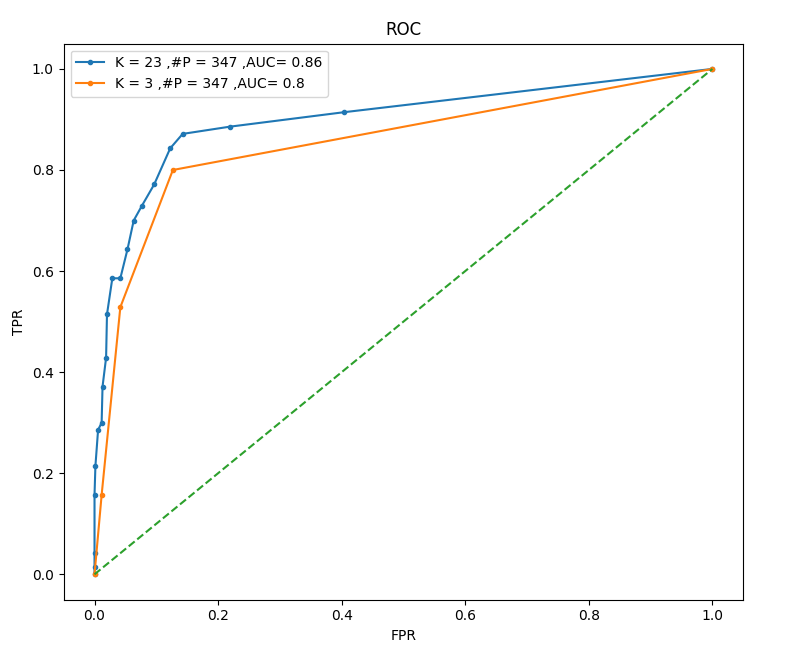 ROC
K = 23 ,#P = 347 ,AUC= 0.86
K = 3 ,#P = 347 ,AUC= 0.8
1.0
0.8
0.6
0.4
0.2
0.0
TPR
0.0 0.2 0.4 0.6 0.8 1.0
FPR